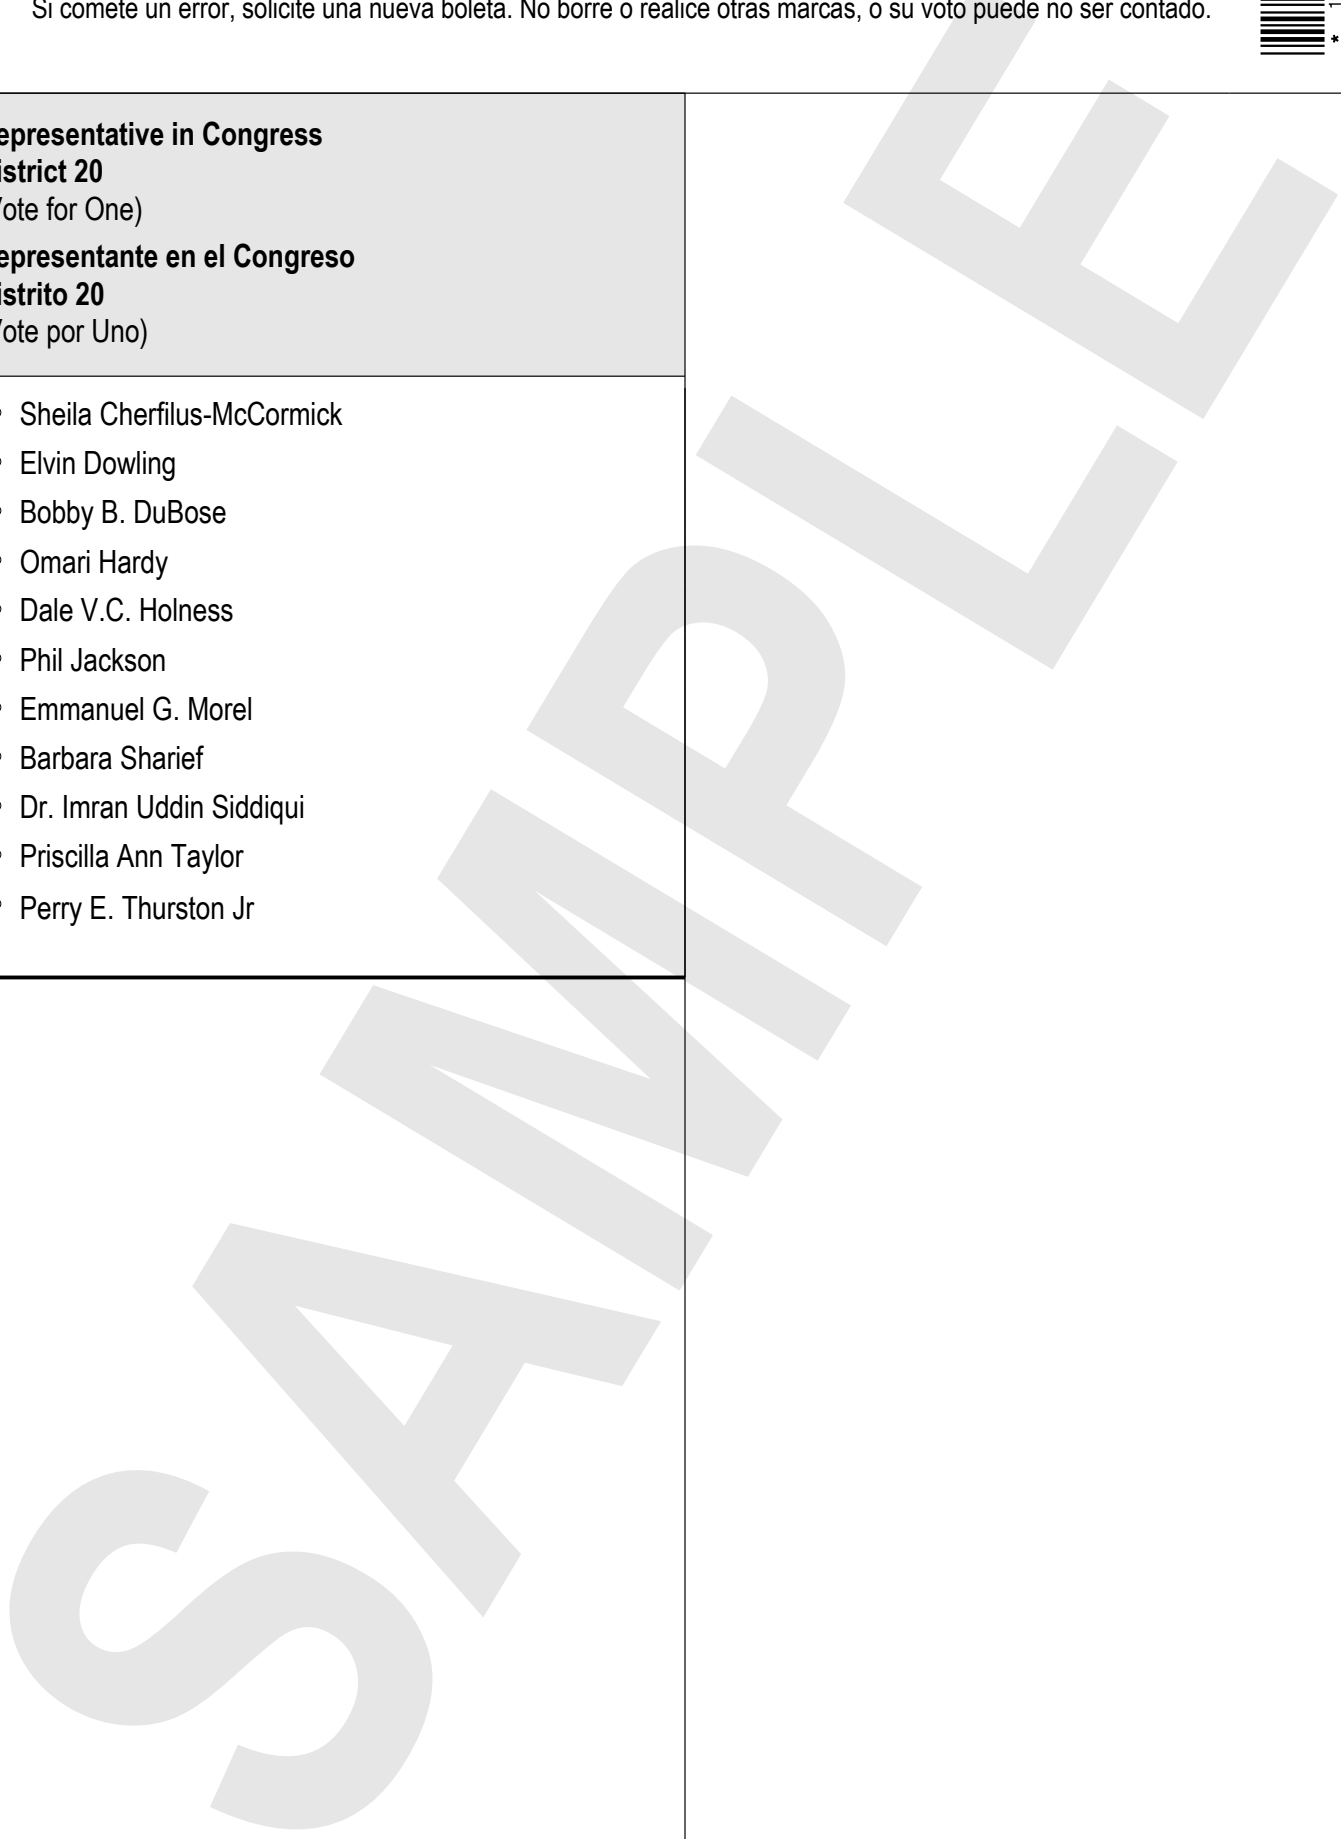 Si comete un error, solicite una nueva boleta. No borre o realice otras marcas, o su voto puede no ser contado.
* 1
epresentative in Congress
istrict 20
ote for One)
epresentante en el Congreso
istrito 20
ote por Uno)
Sheila Cherfilus-McCormick
Elvin Dowling
Bobby B. DuBose
Omari Hardy
Dale V.C. Holness
Phil Jackson
Emmanuel G. Morel
Barbara Sharief
Dr. Imran Uddin Siddiqui
Priscilla Ann Taylor
Perry E. Thurston Jr
SAMPLE